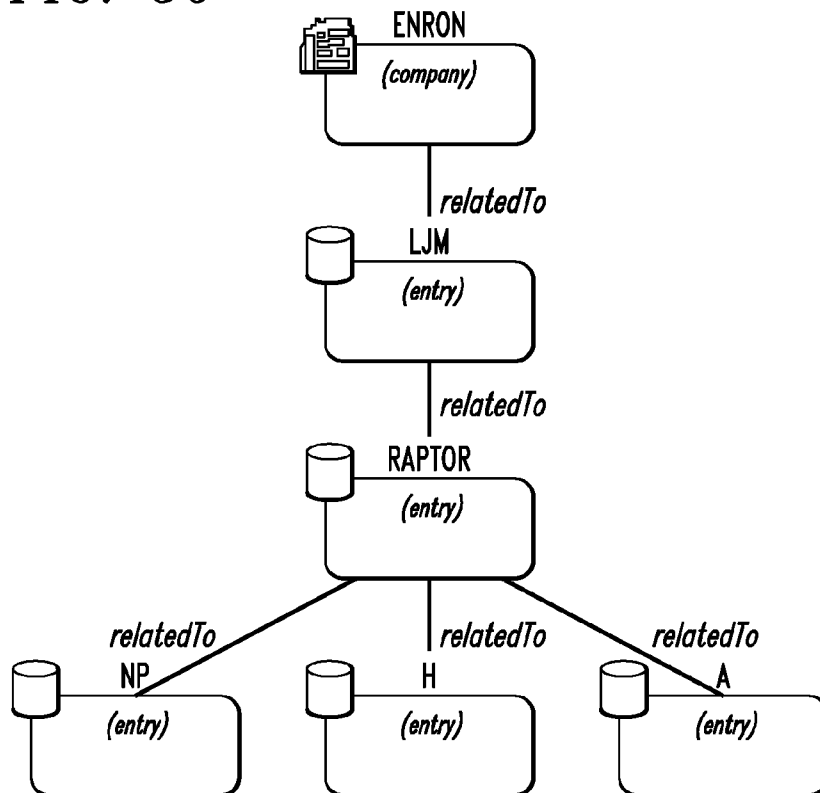 ENRON
(company)
relatedTo
LJM
(entry)
relatedTo
RAPTOR
(entry)
relatedTo relatedTo relatedTo
NP H A
(entry) (entry) (entry)